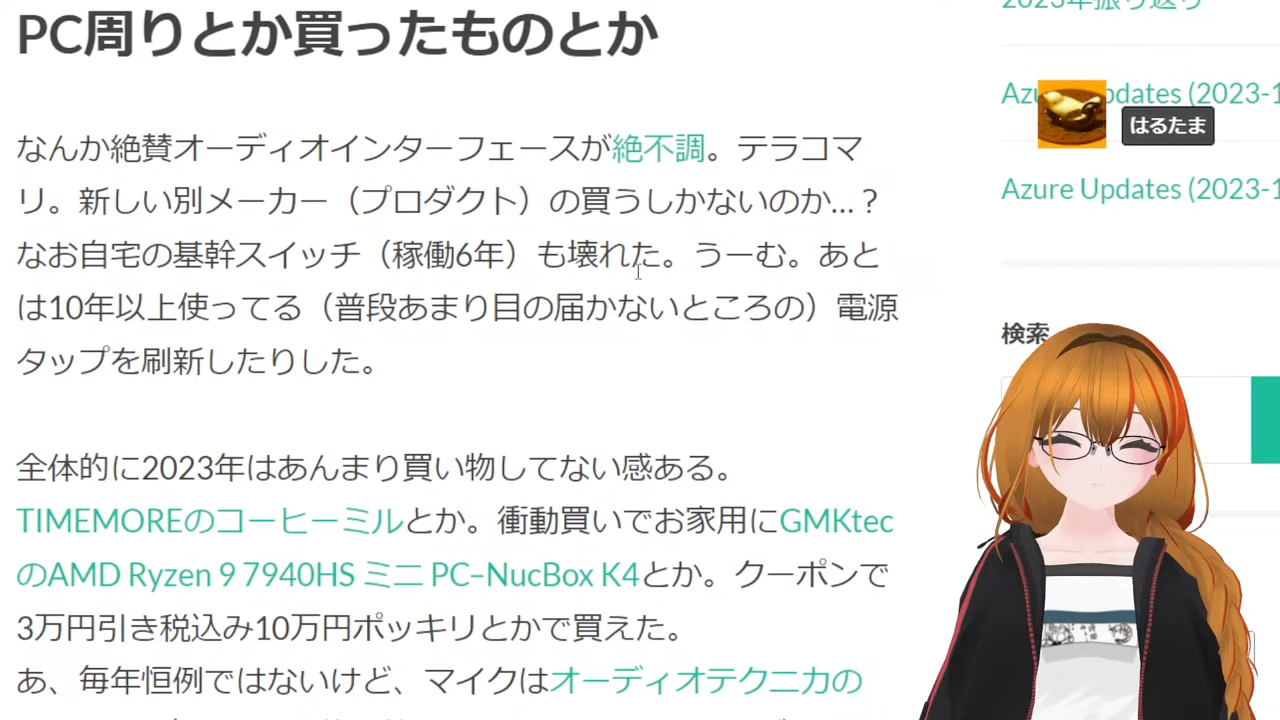 PC周りとか買ったものとか
なんか絶賛オーディオインターフェースが絶不調。テラコマ
リ。新しい別メーカー（プロダクト）の買うしかないのか…？
なお自宅の基幹スイッチ（稼働6年）も壊れた。うーむ。あと
は10年以上使ってる（普段あまり目の届かないところの）電源
タップを刷新したりした。
全体的に2023年はあんまり買い物してない感ある。
TIMEMOREのコーヒーミルとか。衝動買いでお家用にGMKtec
のAMD Ryzen 9 7940HS ミニ PC–NucBox K4とか。クーポンで
3万円引き税込み10万円ポッキリとかで買えた。
あ、毎年恒例ではないけど、マイクはオーディオテクニカの
2023年振り返り
はるたま
Azure Updates (2023-1
検索